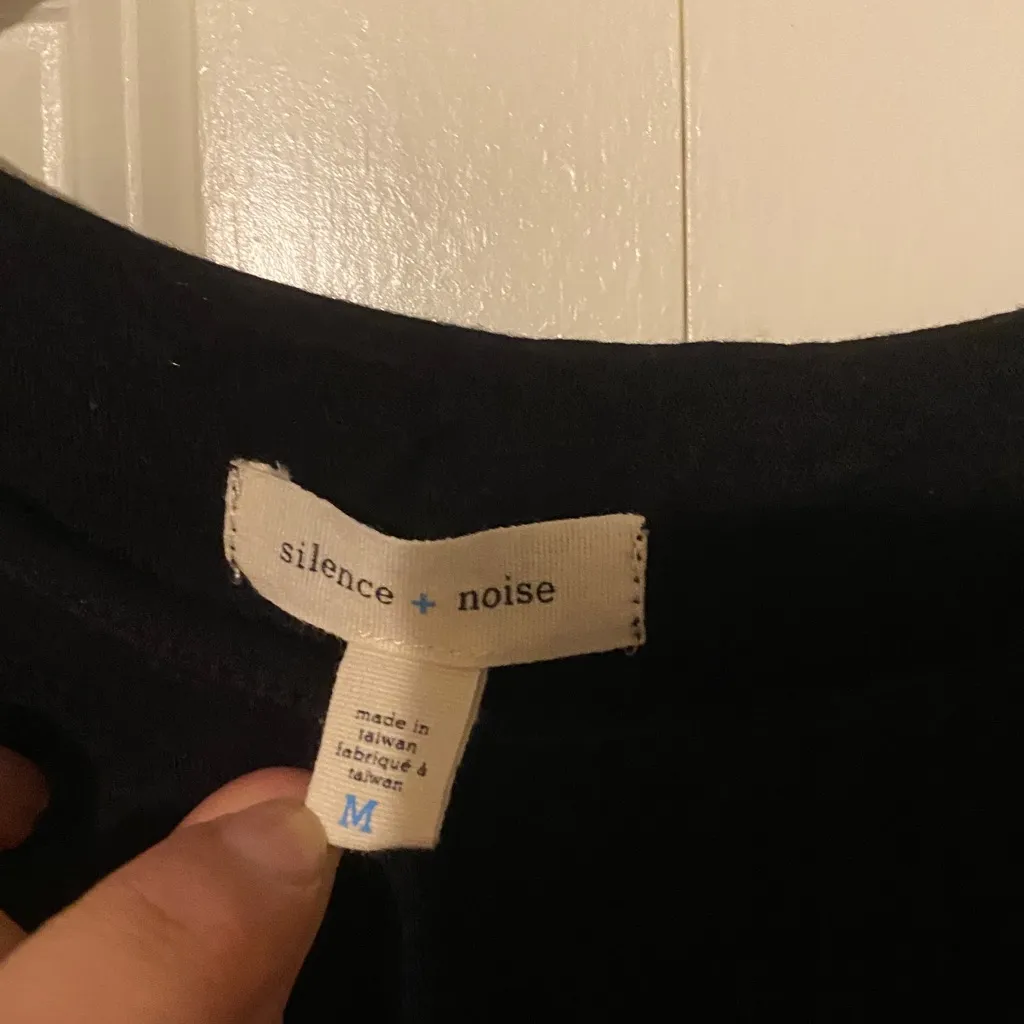 silence + noise
made in
taiwan
fabriqué à
taiwan
M